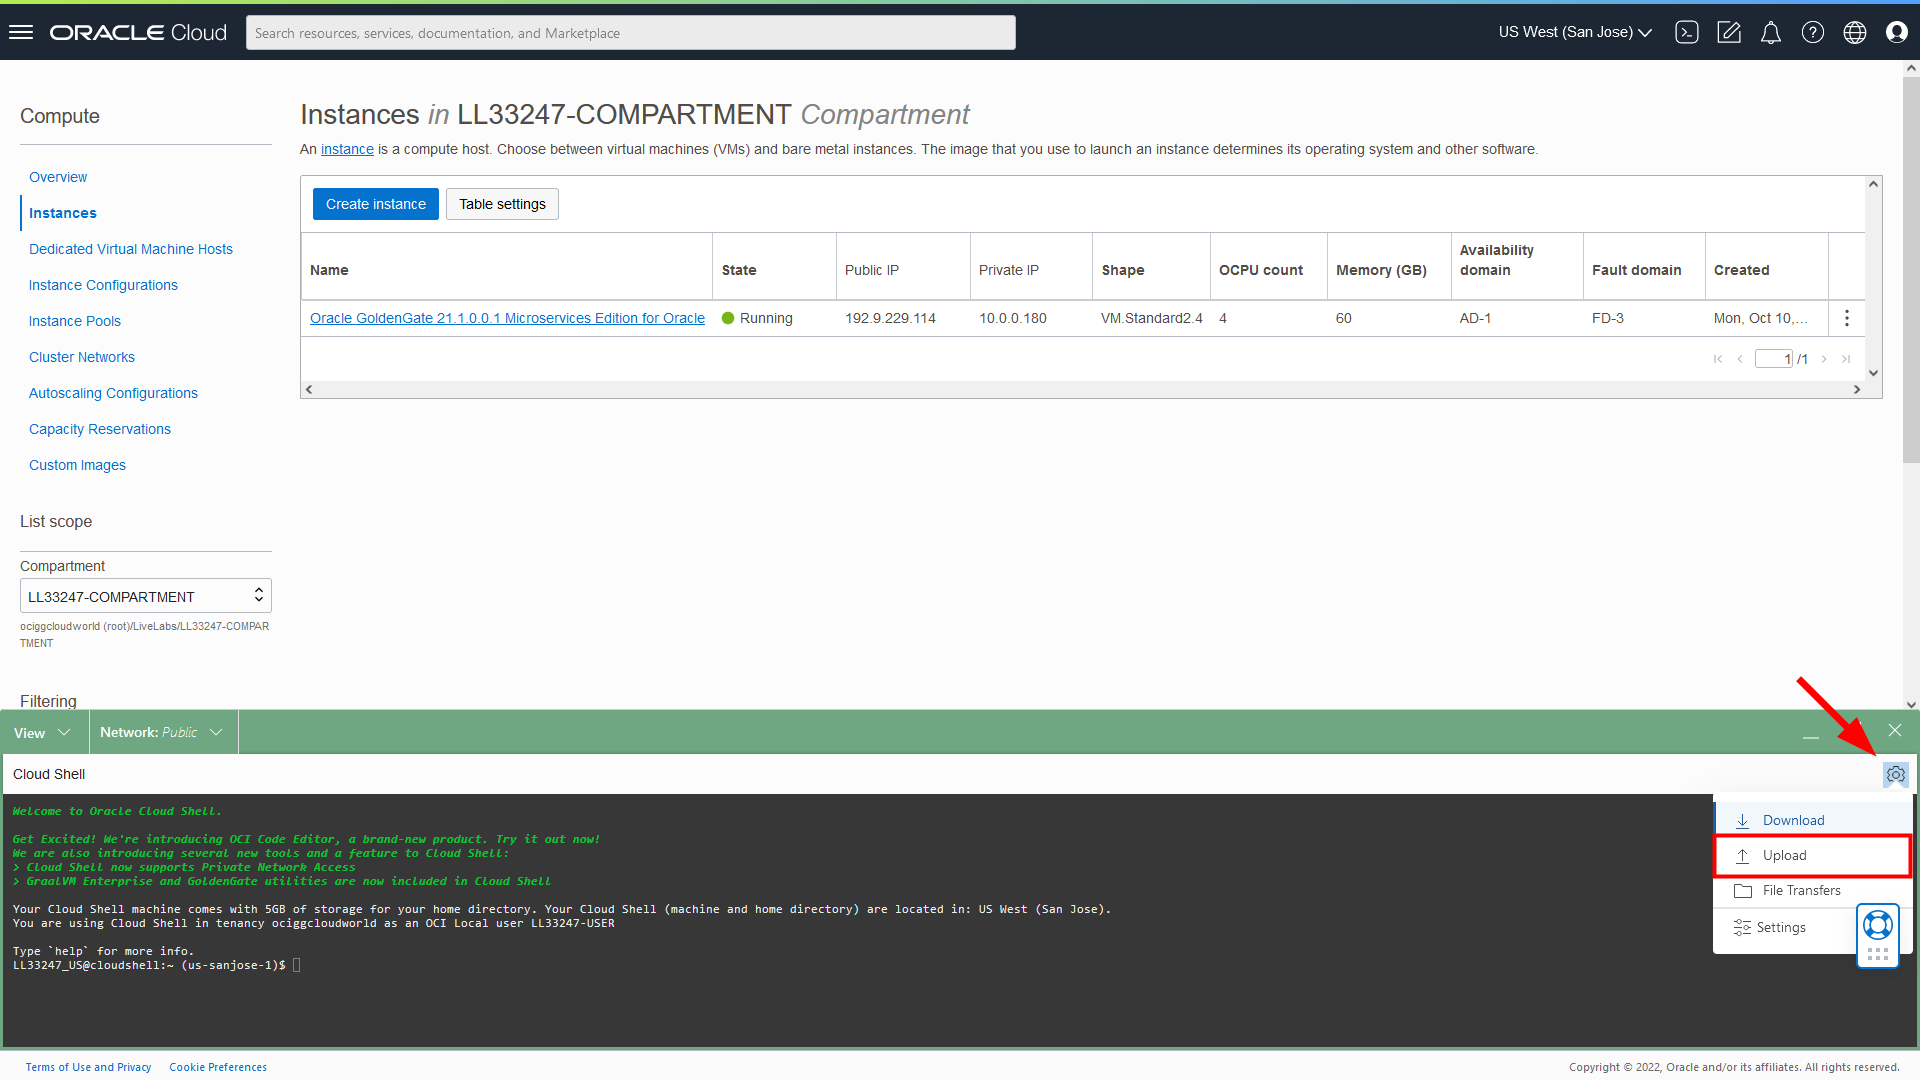 ORACLE Cloud
Search resources, services, documentation, and Marketplace
US West (San Jose)
Compute
Overview
Instances
Dedicated Virtual Machine Hosts
Instance Configurations
Instance Pools
Cluster Networks
Autoscaling Configurations
Capacity Reservations
Custom Images
List scope
Compartment
LL33247-COMPARTMENT
ociggcloudworld (root)/LiveLabs/LL33247-COMPAR
TMENT
Filtering
Instances in LL33247-COMPARTMENT Compartment
An instance is a compute host. Choose between virtual machines (VMs) and bare metal instances. The image that you use to launch an instance determines its operating system and other software.
Create instance
Table settings
Name State Public IP Private IP Shape OCPU count Memory (GB) Availability domain Fault domain Created
Oracle GoldenGate 21.1.0.0.1 Microservices Edition for Oracle Running 192.9.229.114 10.0.0.180 VM.Standard2.4 4 60 AD-1 FD-3 Mon, Oct 10,...
1 /1
View
Network: Public
Cloud Shell
Welcome to Oracle Cloud Shell.
Get Excited! We're introducing OCI Code Editor, a brand-new product. Try it out now!
We are also introducing several new tools and a feature to Cloud Shell:
> Cloud Shell now supports Private Network Access
> GraalVM Enterprise and GoldenGate utilities are now included in Cloud Shell
Your Cloud Shell machine comes with 5GB of storage for your home directory. Your Cloud Shell (machine and home directory) are located in: US West (San Jose).
You are using Cloud Shell in tenancy ociggcloudworld as an OCI Local user LL33247-USER
Type `help` for more info.
LL33247_US@cloudshell:~ (us-sanjose-1)$
Download
Upload
File Transfers
Settings
Terms of Use and Privacy
Cookie Preferences
Copyright © 2022, Oracle and/or its affiliates. All rights reserved.